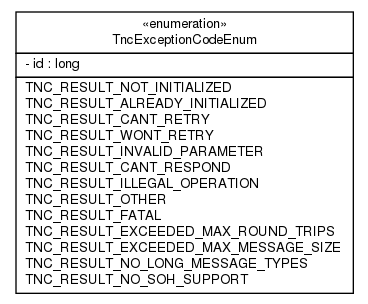 «enumeration»
TncExceptionCodeEnum
- id : long
TNC_RESULT_NOT_INITIALIZED
TNC_RESULT_ALREADY_INITIALIZED
TNC_RESULT_CANT_RETRY
TNC_RESULT_WONT_RETRY
TNC_RESULT_INVALID_PARAMETER
TNC_RESULT_CANT_RESPOND
TNC_RESULT_ILLEGAL_OPERATION
TNC_RESULT_OTHER
TNC_RESULT_FATAL
TNC_RESULT_EXCEEDED_MAX_ROUND_TRIPS
TNC_RESULT_EXCEEDED_MAX_MESSAGE_SIZE
TNC_RESULT_NO_LONG_MESSAGE_TYPES
TNC_RESULT_NO_SOH_SUPPORT